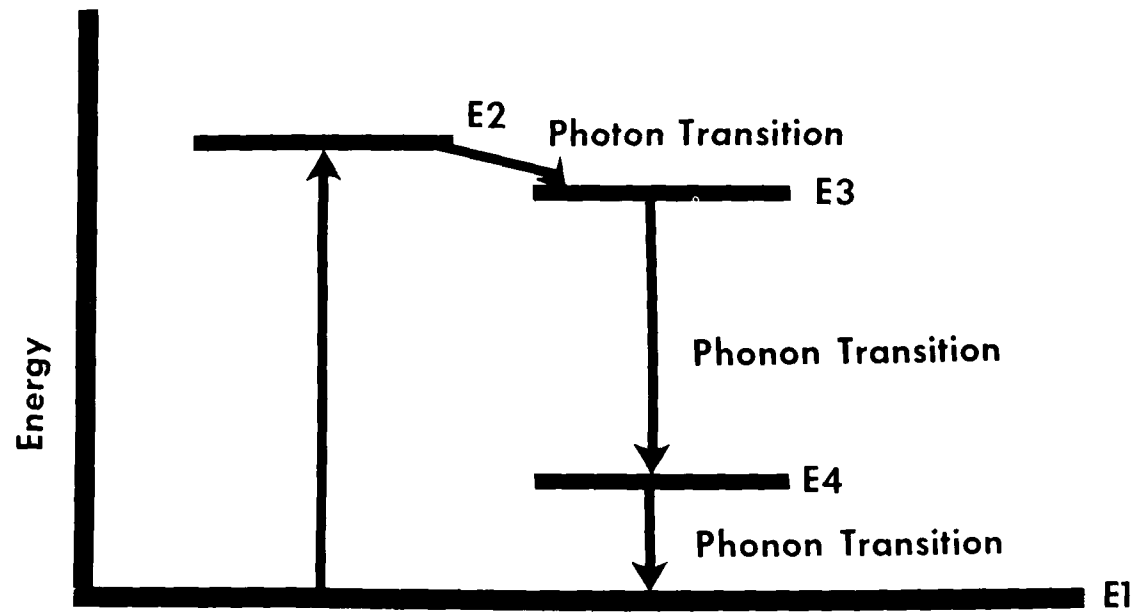 E2
Photon Transition
E3
Phonon Transition
E4
Phonon Transition
E1
Energy